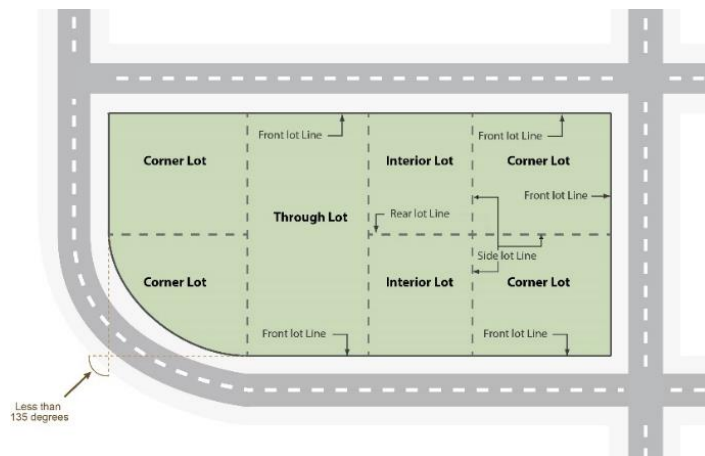 Front lot Line
Front lot Line
Corner Lot
Interior Lot
Corner Lot
Front lot Line
Through Lot
Rear lot Line
Side lot Line
Corner Lot
Interior Lot
Corner Lot
Front lot Line
Front lot Line
Less than
135 degrees